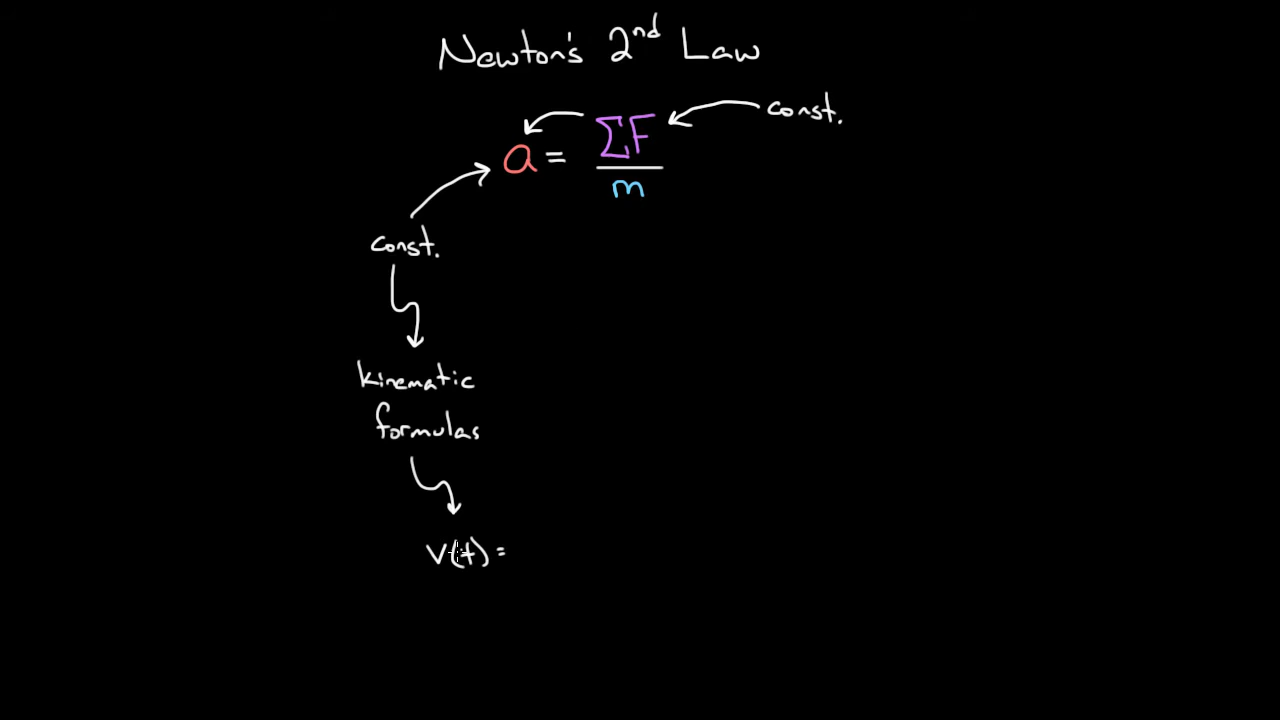 Newton's 2nd Law
const.
a = ΣF/m
const.
kinematic
formulas
v(t) =